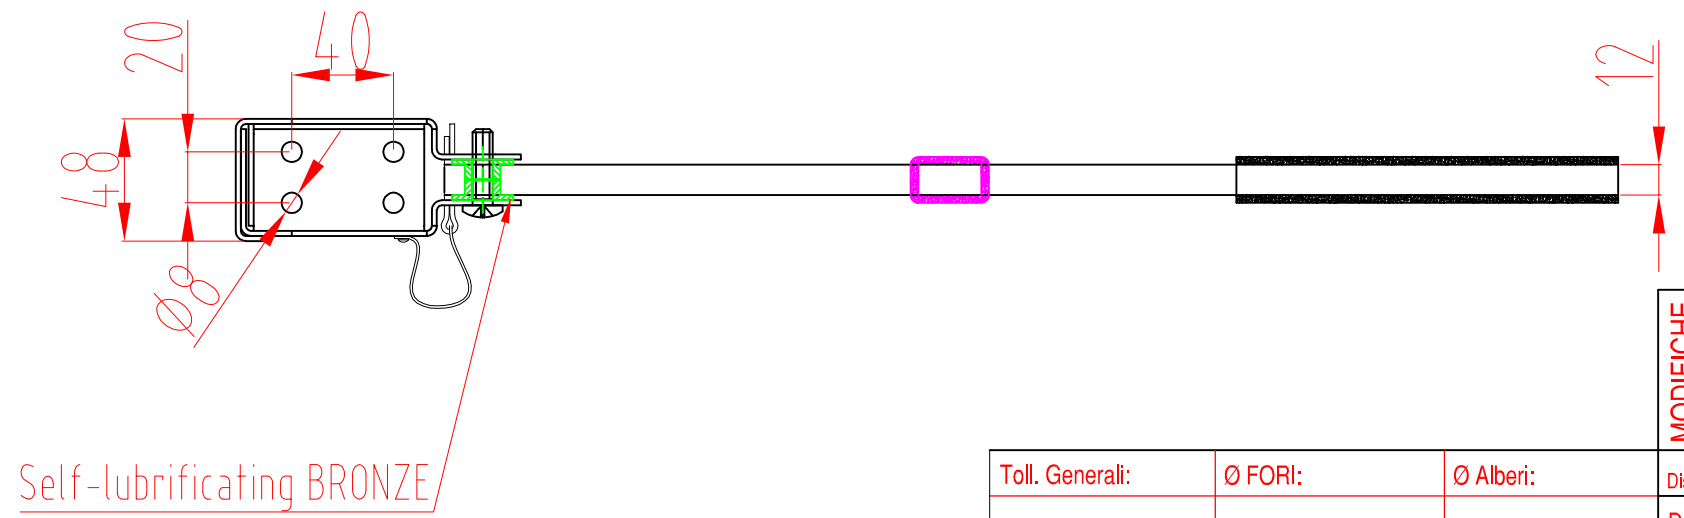 20
40
12
48
Ø8
MODIFICHE
Self-lubrificating BRONZE
Toll. Generali:
Ø FORI:
Ø Alberi: